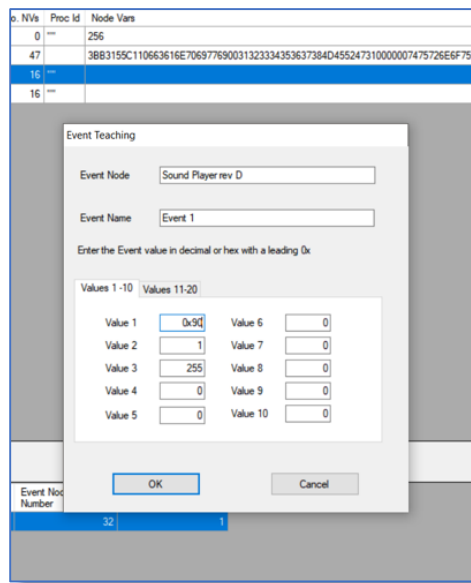 o. NVs Proc Id Node Vars
0 "" 256
47 3BB3155C110663616E706977690031323334353637384D45524731000000747572 6E6F75
16 ""
16 ""
Event Teaching
Event Node Sound Player rev D
Event Name Event 1
Enter the Event value in decimal or hex with a leading 0x
Values 1 -10 Values 11-20
Value 1 0x90 Value 6 0
Value 2 1 Value 7 0
Value 3 255 Value 8 0
Value 4 0 Value 9 0
Value 5 0 Value 10 0
OK Cancel
Event Nod
Number
32 1